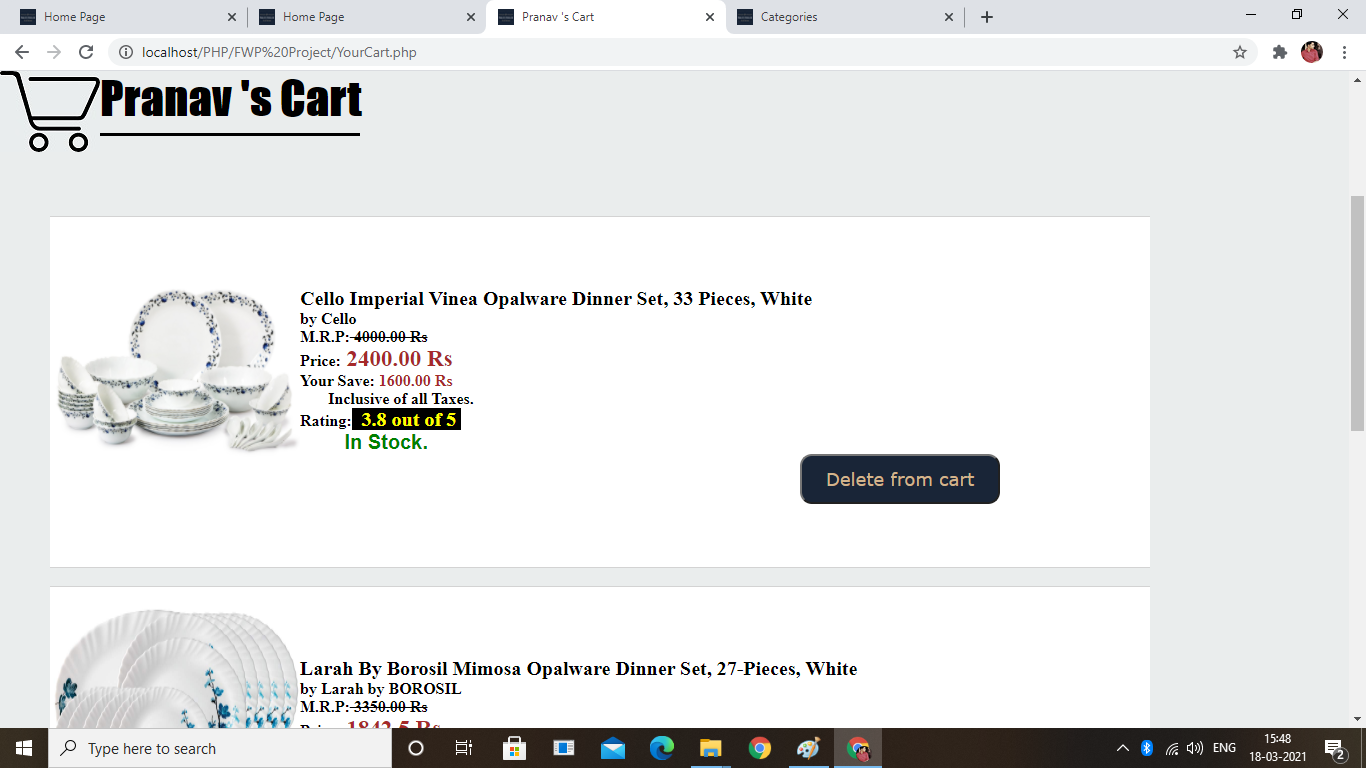 Home Page
Home Page
Pranav 's Cart
Categories
localhost/PHP/FWP%20Project/YourCart.php
Pranav 's Cart
Cello Imperial Vinea Opalware Dinner Set, 33 Pieces, White
by Cello
M.R.P: 4000.00 Rs
Price: 2400.00 Rs
Your Save: 1600.00 Rs
Inclusive of all Taxes.
Rating: 3.8 out of 5
In Stock.
Delete from cart
Larah By Borosil Mimosa Opalware Dinner Set, 27-Pieces, White
by Larah by BOROSIL
M.R.P: 3350.00 Rs
Price: 1842.5 Rs
Type here to search
ENG
15:48
18-03-2021
2